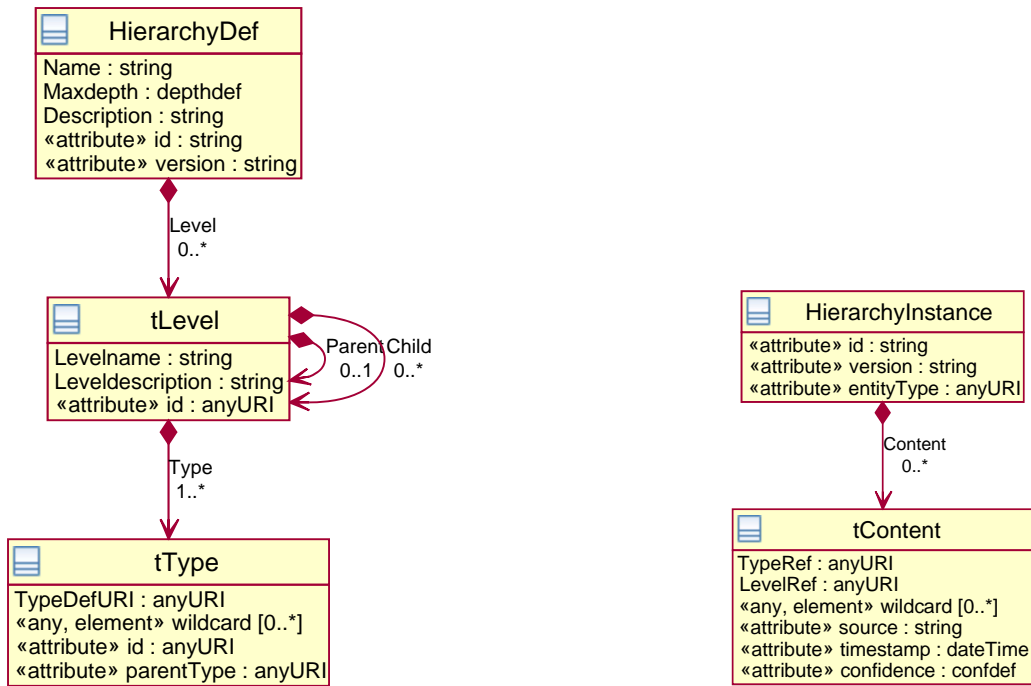 HierarchyDef
Name : string
Maxdepth : depthdef
Description : string
«attribute» id : string
«attribute» version : string
Level
0..*
tLevel
Levelname : string
Leveldescription : string
«attribute» id : anyURI
Parent
0..1
Child
0..*
Type
1..*
tType
TypeDefURI : anyURI
«any, element» wildcard [0..*]
«attribute» id : anyURI
«attribute» parentType : anyURI
HierarchyInstance
«attribute» id : string
«attribute» version : string
«attribute» entityType : anyURI
Content
0..*
tContent
TypeRef : anyURI
LevelRef : anyURI
«any, element» wildcard [0..*]
«attribute» source : string
«attribute» timestamp : dateTime
«attribute» confidence : confdef